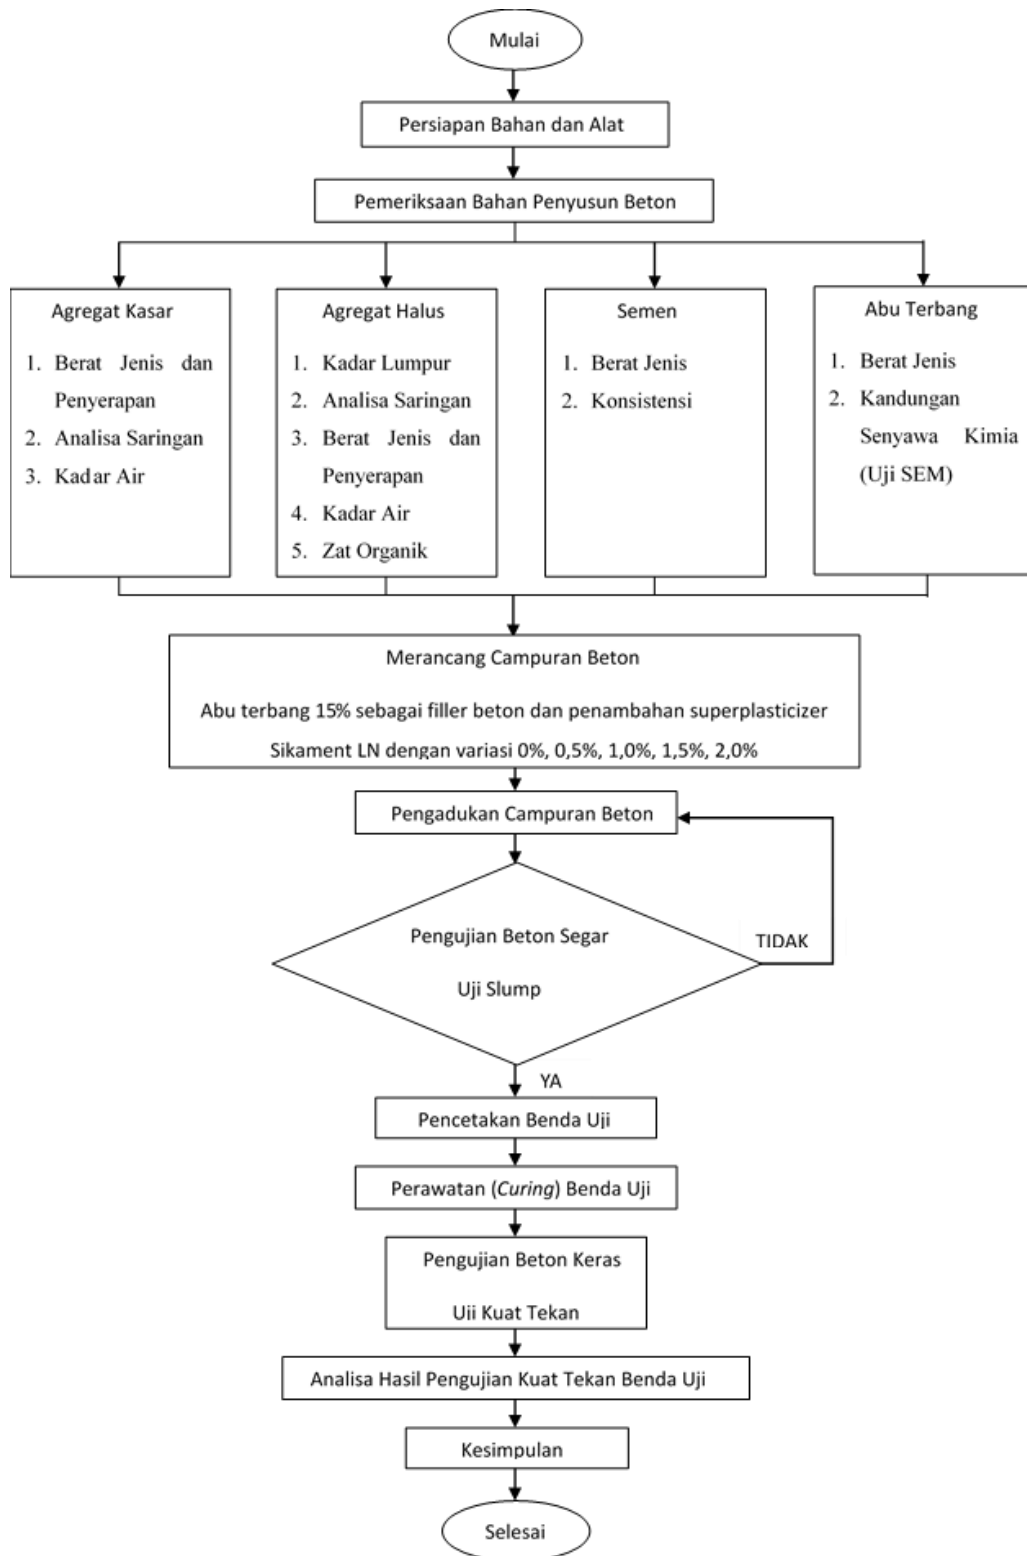 Mulai
Persiapan Bahan dan Alat
Pemeriksaan Bahan Penyusun Beton
Agregat Kasar
1. Berat Jenis dan
Penyerapan
2. Analisa Saringan
3. Kadar Air
Agregat Halus
1. Kadar Lumpur
2. Analisa Saringan
3. Berat Jenis dan
Penyerapan
4. Kadar Air
5. Zat Organik
Semen
1. Berat Jenis
2. Konsistensi
Abu Terbang
1. Berat Jenis
2. Kandungan
Senyawa Kimia
(Uji SEM)
Merancang Campuran Beton
Abu terbang 15% sebagai filler beton dan penambahan superplasticizer
Sikament LN dengan variasi 0%, 0,5%, 1,0%, 1,5%, 2,0%
Pengadukan Campuran Beton
Pengujian Beton Segar
Uji Slump
TIDAK
YA
Pencetakan Benda Uji
Perawatan (Curing) Benda Uji
Pengujian Beton Keras
Uji Kuat Tekan
Analisa Hasil Pengujian Kuat Tekan Benda Uji
Kesimpulan
Selesai